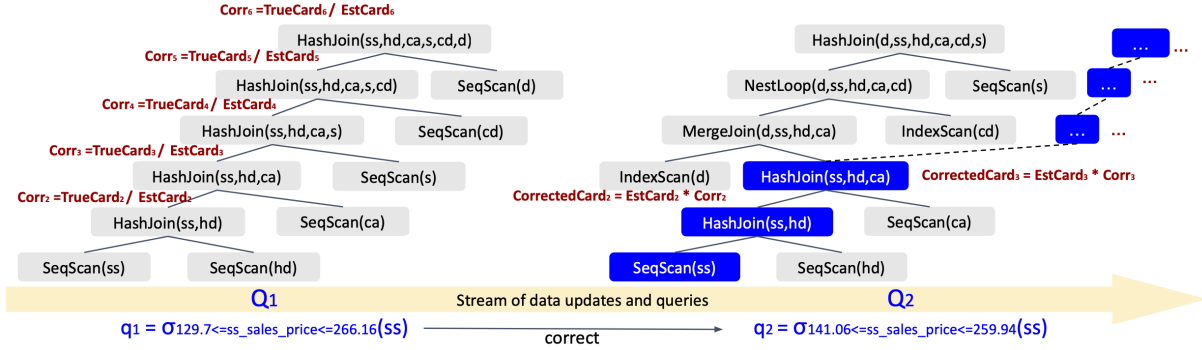 Corr₆ =TrueCard₆/ EstCard₆
HashJoin(ss,hd,ca,s,cd,d)
Corr₅ =TrueCard₅/ EstCard₅
HashJoin(ss,hd,ca,s,cd)
SeqScan(d)
Corr₄ =TrueCard₄/ EstCard₄
HashJoin(ss,hd,ca,s)
SeqScan(cd)
Corr₃ =TrueCard₃/ EstCard₃
HashJoin(ss,hd,ca)
SeqScan(s)
Corr₂ =TrueCard₂/ EstCard₂
HashJoin(ss,hd)
SeqScan(ca)
SeqScan(ss)
SeqScan(hd)
HashJoin(d,ss,hd,ca,cd,s)
... ...
NestLoop(d,ss,hd,ca,cd)
SeqScan(s)
... ...
MergeJoin(d,ss,hd,ca)
IndexScan(cd)
... ...
IndexScan(d)
HashJoin(ss,hd,ca)
CorrectedCard₃ = EstCard₃ * Corr₃
CorrectedCard₂ = EstCard₂ * Corr₂
HashJoin(ss,hd)
SeqScan(ca)
SeqScan(ss)
SeqScan(hd)
Q1
Stream of data updates and queries
Q2
q1 = σ129.7<=ss_sales_price<=266.16(ss)
correct
q2 = σ141.06<=ss_sales_price<=259.94(ss)